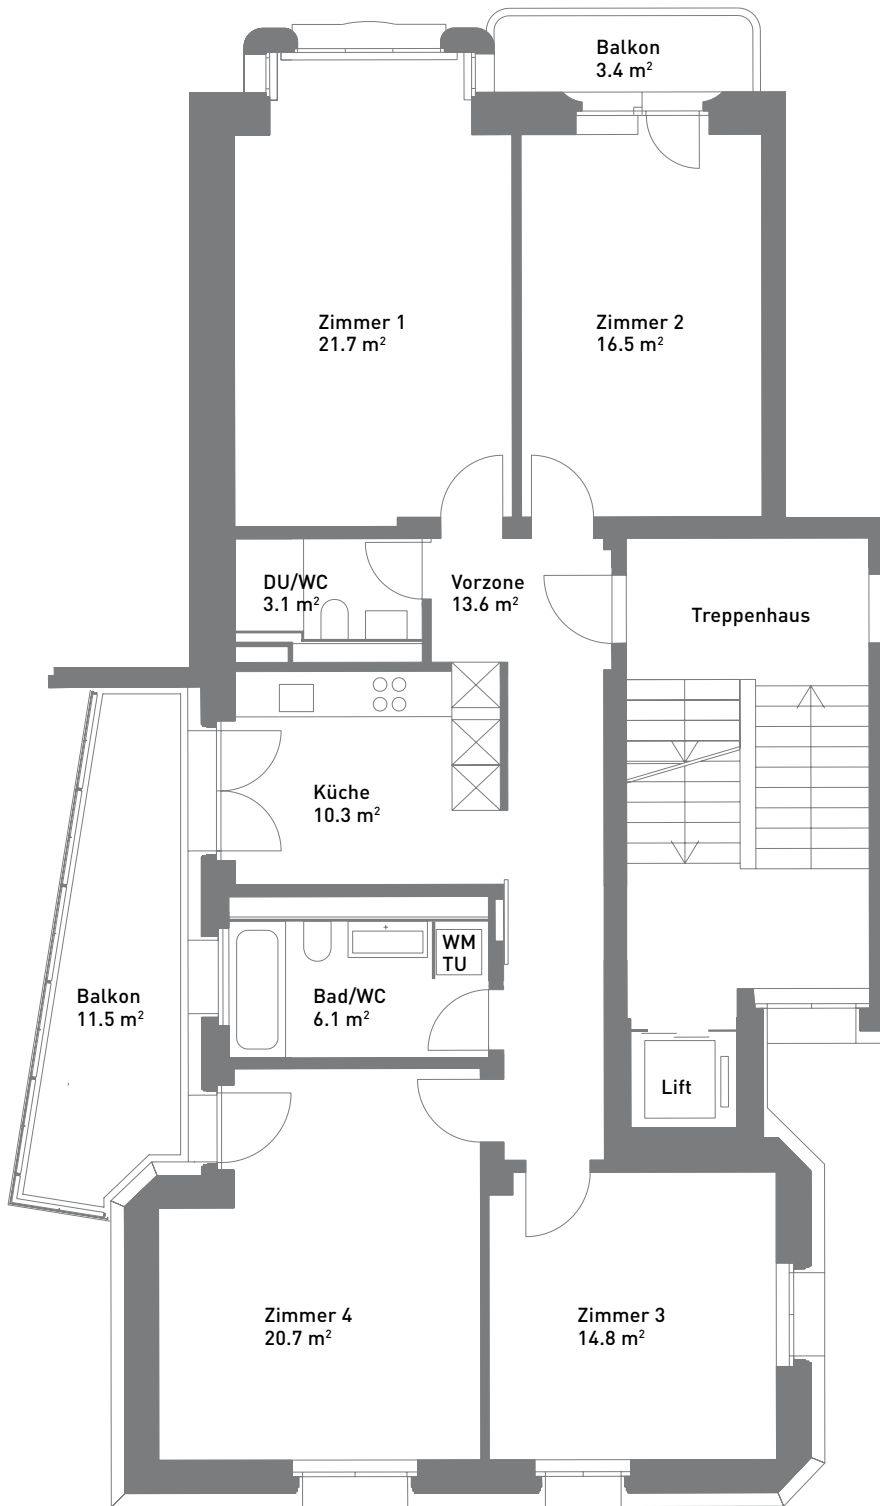 Balkon
3.4 m²
Zimmer 1
21.7 m²
Zimmer 2
16.5 m²
DU/WC
3.1 m²
Vorzone
13.6 m²
Treppenhaus
Küche
10.3 m²
WM
TU
Balkon
11.5 m²
Bad/WC
6.1 m²
Lift
Zimmer 4
20.7 m²
Zimmer 3
14.8 m²